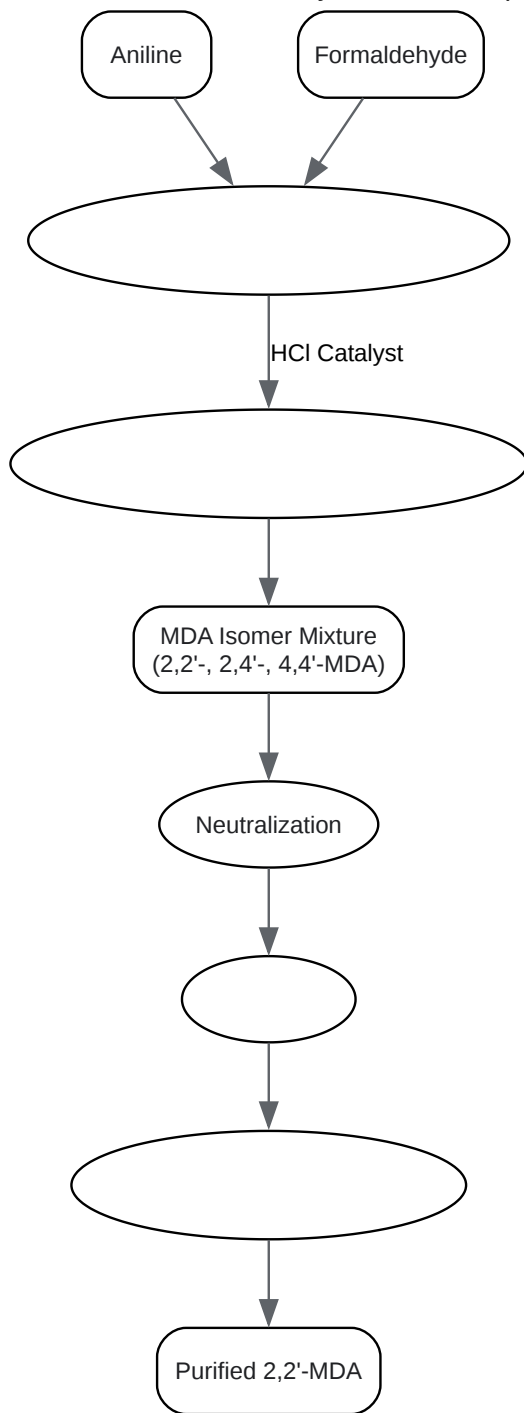 Aniline
Formaldehyde
HCl Catalyst
MDA Isomer Mixture
(2,2'-, 2,4'-, 4,4'-MDA)
Neutralization
Purified 2,2'-MDA